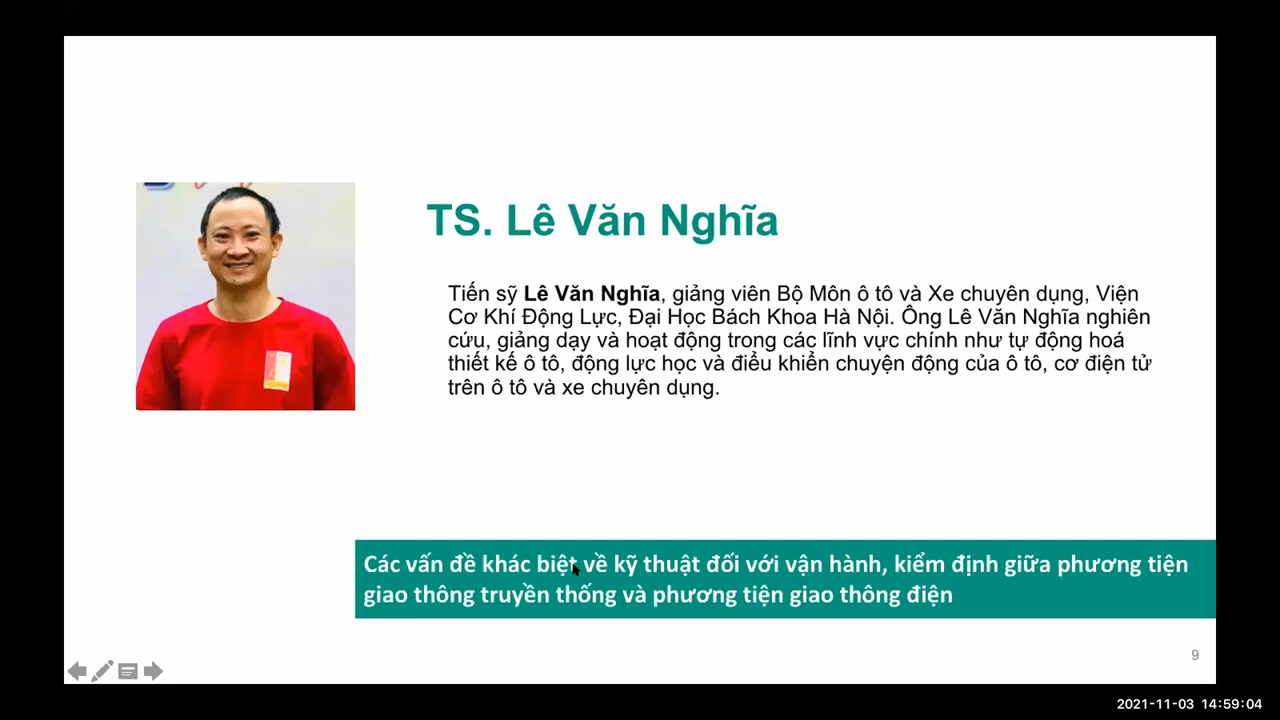 TS. Lê Văn Nghĩa
Tiến sỹ Lê Văn Nghĩa, giảng viên Bộ Môn ô tô và Xe chuyên dụng, Viện
Cơ Khí Động Lực, Đại Học Bách Khoa Hà Nội. Ông Lê Văn Nghĩa nghiên
cứu, giảng dạy và hoạt động trong các lĩnh vực chính như tự động hoá
thiết kế ô tô, động lực học và điểu khiển chuyện động của ô tô, cơ điện tử
trên ô tô và xe chuyên dụng.
Các vấn đề khác biệt về kỹ thuật đối với vận hành, kiểm định giữa phương tiện
giao thông truyền thống và phương tiện giao thông điện
9
2021-11-03 14:59:04